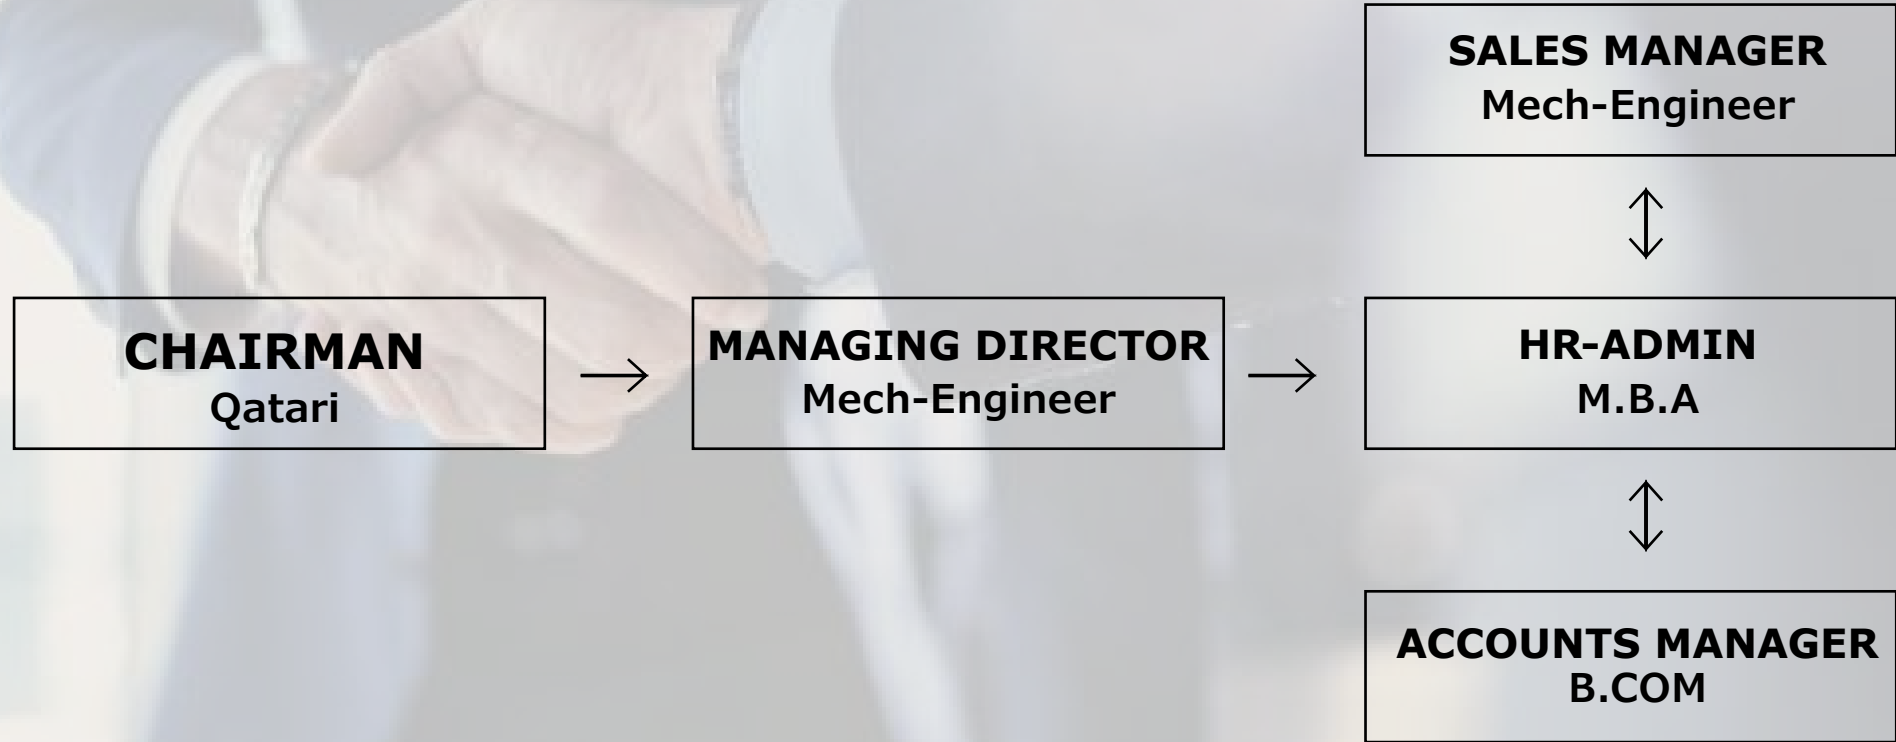 SALES MANAGER
Mech-Engineer
CHAIRMAN
Qatari
MANAGING DIRECTOR
Mech-Engineer
HR-ADMIN
M.B.A
ACCOUNTS MANAGER
B.COM